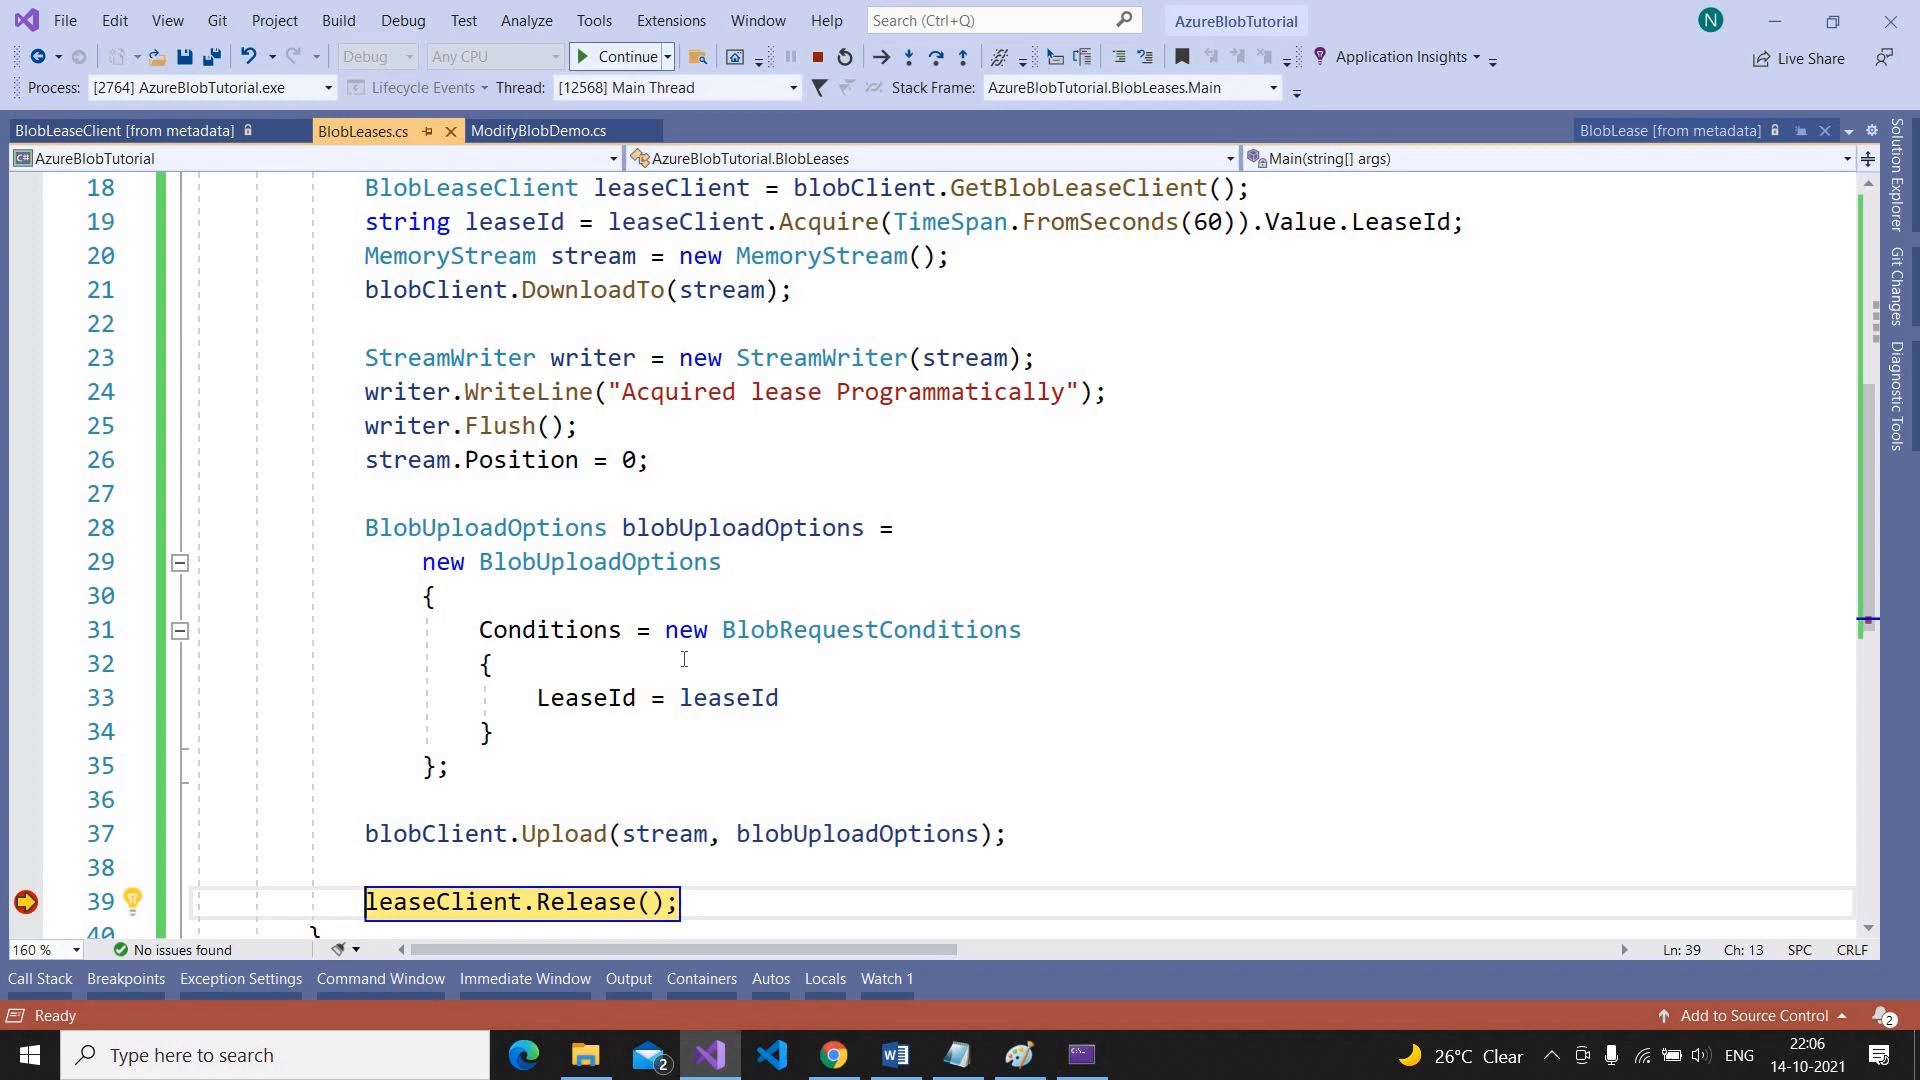 File Edit View Git Project Build Debug Test Analyze Tools Extensions Window Help Search (Ctrl+Q) AzureBlobTutorial N
Debug Any CPU Continue Application Insights Live Share
Process: [2764] AzureBlobTutorial.exe Lifecycle Events Thread: [12568] Main Thread Stack Frame: AzureBlobTutorial.BlobLeases.Main
BlobLeaseClient [from metadata] BlobLeases.cs ModifyBlobDemo.cs BlobLease [from metadata]
AzureBlobTutorial AzureBlobTutorial.BlobLeases Main(string[] args)
18 BlobLeaseClient leaseClient = blobClient.GetBlobLeaseClient();
19 string leaseId = leaseClient.Acquire(TimeSpan.FromSeconds(60)).Value.LeaseId;
20 MemoryStream stream = new MemoryStream();
21 blobClient.DownloadTo(stream);
22
23 StreamWriter writer = new StreamWriter(stream);
24 writer.WriteLine("Acquired lease Programmatically");
25 writer.Flush();
26 stream.Position = 0;
27
28 BlobUploadOptions blobUploadOptions =
29 new BlobUploadOptions
30 {
31 Conditions = new BlobRequestConditions
32 {
33 LeaseId = leaseId
34 }
35 };
36
37 blobClient.Upload(stream, blobUploadOptions);
38
39 leaseClient.Release();
40 }
Solution Explorer
Git Changes
Diagnostic Tools
160 % No issues found Ln: 39 Ch: 13 SPC CRLF
Call Stack Breakpoints Exception Settings Command Window Immediate Window Output Containers Autos Locals Watch 1
Ready Add to Source Control 2
Type here to search 2 26°C Clear ENG 22:06
14-10-2021